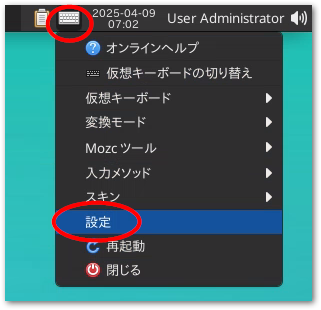 2025-04-09
07:02
User Administrator
オンラインヘルプ
仮想キーボードの切り替え
仮想キーボード
変換モード
Mozc ツール
入力メソッド
スキン
設定
再起動
閉じる